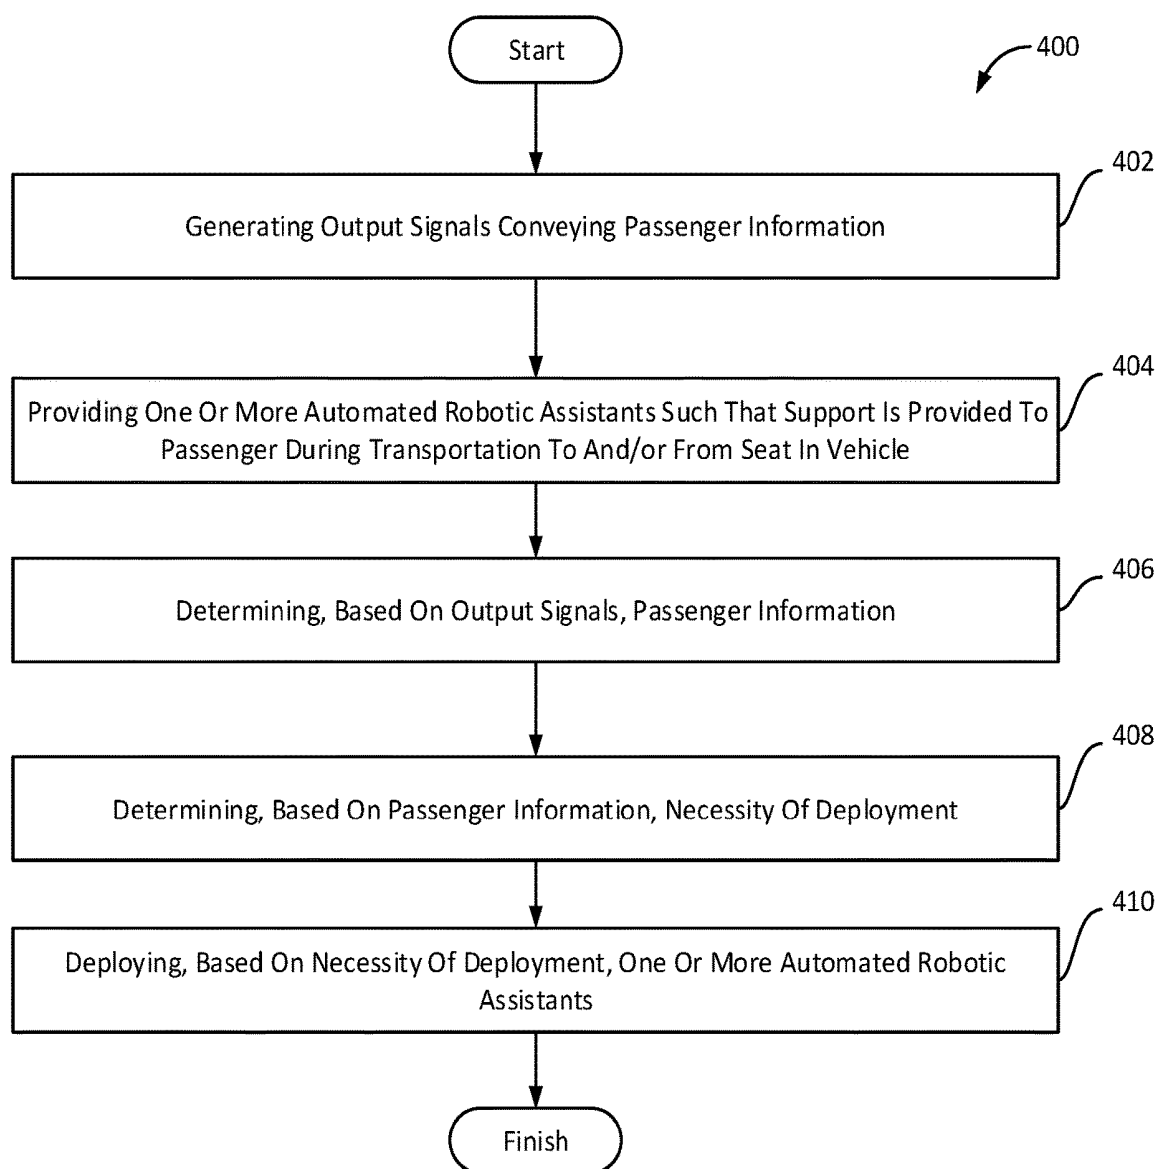 Start
400
402
Generating Output Signals Conveying Passenger Information
404
Providing One Or More Automated Robotic Assistants Such That Support Is Provided To
Passenger During Transportation To And/or From Seat In Vehicle
406
Determining, Based On Output Signals, Passenger Information
408
Determining, Based On Passenger Information, Necessity Of Deployment
410
Deploying, Based On Necessity Of Deployment, One Or More Automated Robotic
Assistants
Finish